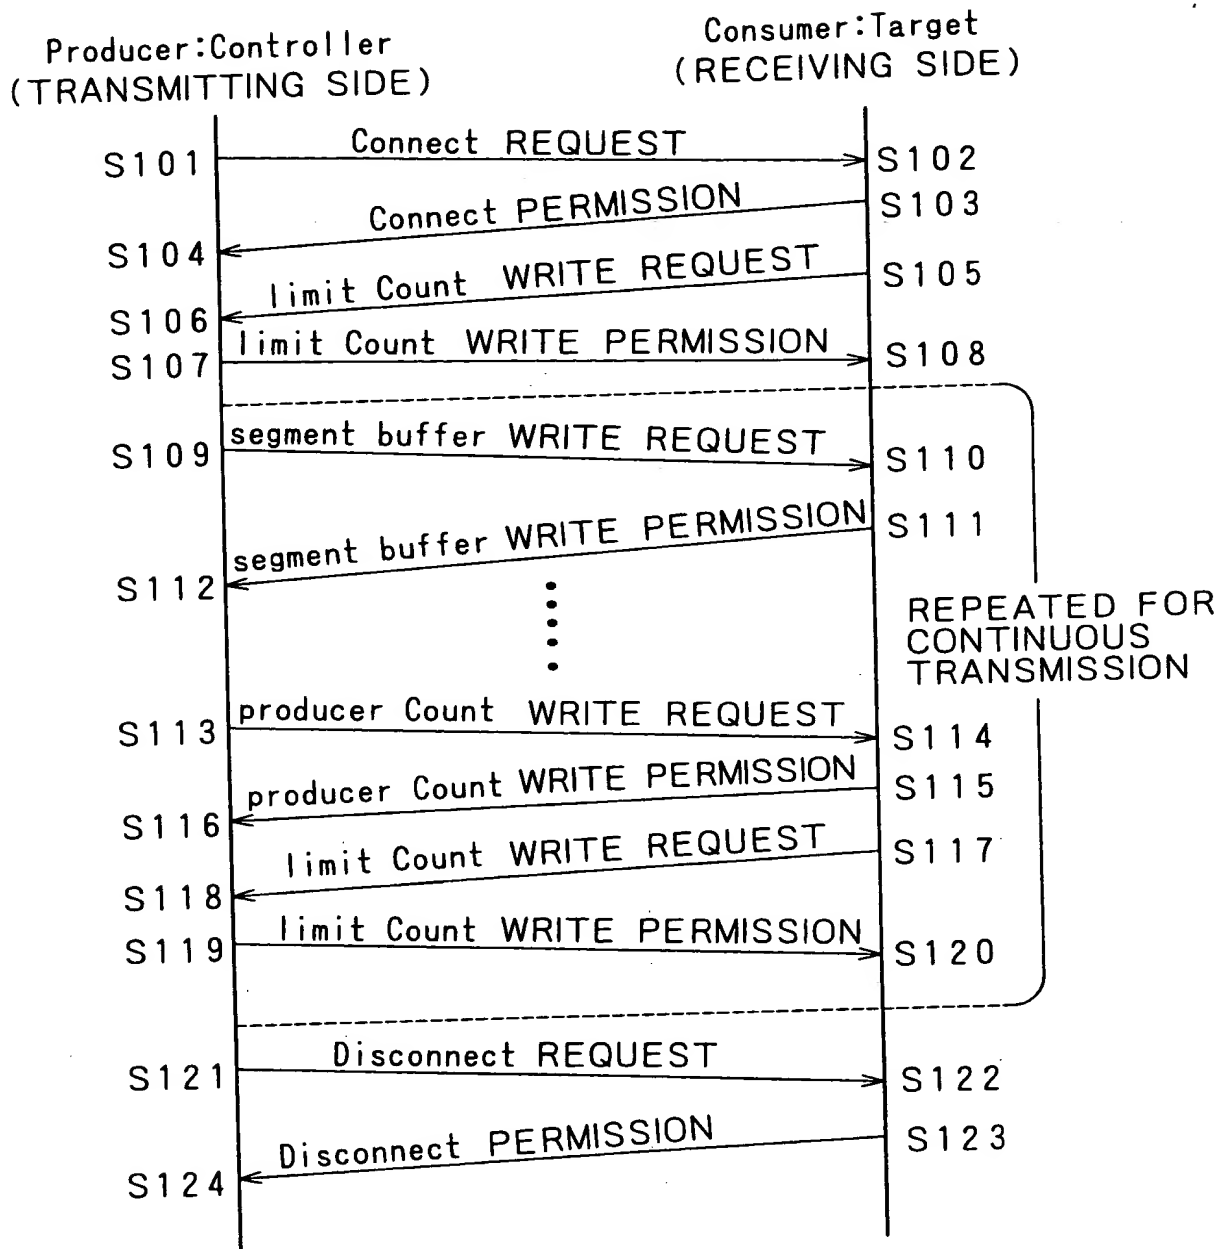 Producer:Controller
(TRANSMITTING SIDE)
Consumer:Target
(RECEIVING SIDE)
S101 Connect REQUEST S102
Connect PERMISSION S103
S104
limit Count WRITE REQUEST S105
S106
S107 limit Count WRITE PERMISSION S108
S109 segment buffer WRITE REQUEST S110
segment buffer WRITE PERMISSION S111
S112
REPEATED FOR
CONTINUOUS
TRANSMISSION
S113 producer Count WRITE REQUEST S114
producer Count WRITE PERMISSION S115
S116
limit Count WRITE REQUEST S117
S118
S119 limit Count WRITE PERMISSION S120
S121 Disconnect REQUEST S122
Disconnect PERMISSION S123
S124